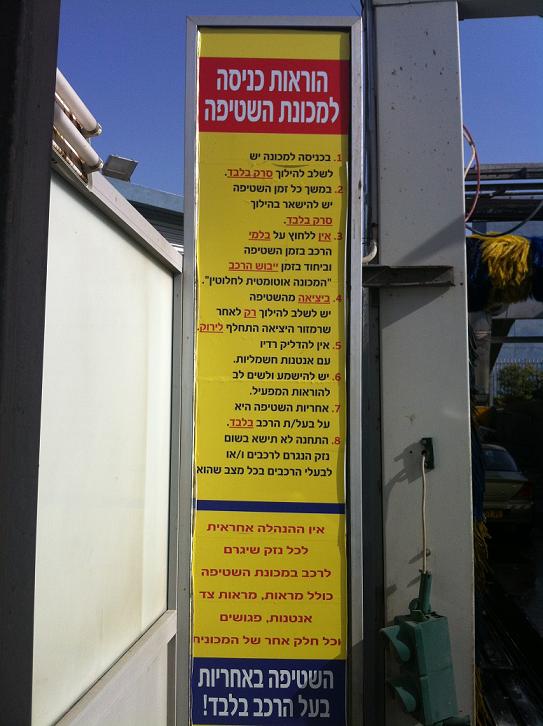 הוראות כניסה
למכונת השטיפה
1. בכניסה למכונה יש
לשלב להילוך סרק בלבד.
2. במשך כל זמן השטיפה
יש להישאר בהילוך
סרק בלבד.
3. אין ללחוץ על בלמי
הרכב בזמן השטיפה
וביחוד בזמן ייבוש הרכב
"המכונה אוטומטית לחלוטין".
4. ביציאה מהשטיפה
יש לשלב להילוך רק לאחר
שרמזור היציאה התחלף לירוק.
5. אין להדליק רדיו
עם אנטנות חשמליות.
6. יש להישמע ולשים לב
להוראות המפעיל.
7. אחריות השטיפה היא
על בעל/ת הרכב בלבד.
8. התחנה לא תישא בשום
נזק הנגרם לרכבים ו/או
לבעלי הרכבים בכל מצב שהוא
אין ההנהלה אחראית
לכל נזק שיגרם
לרכב במכונת השטיפה
כולל מראות, מראות צד
אנטנות, פגושים
וכל חלק אחר של המכונית
השטיפה באחריות
בעל הרכב בלבד!